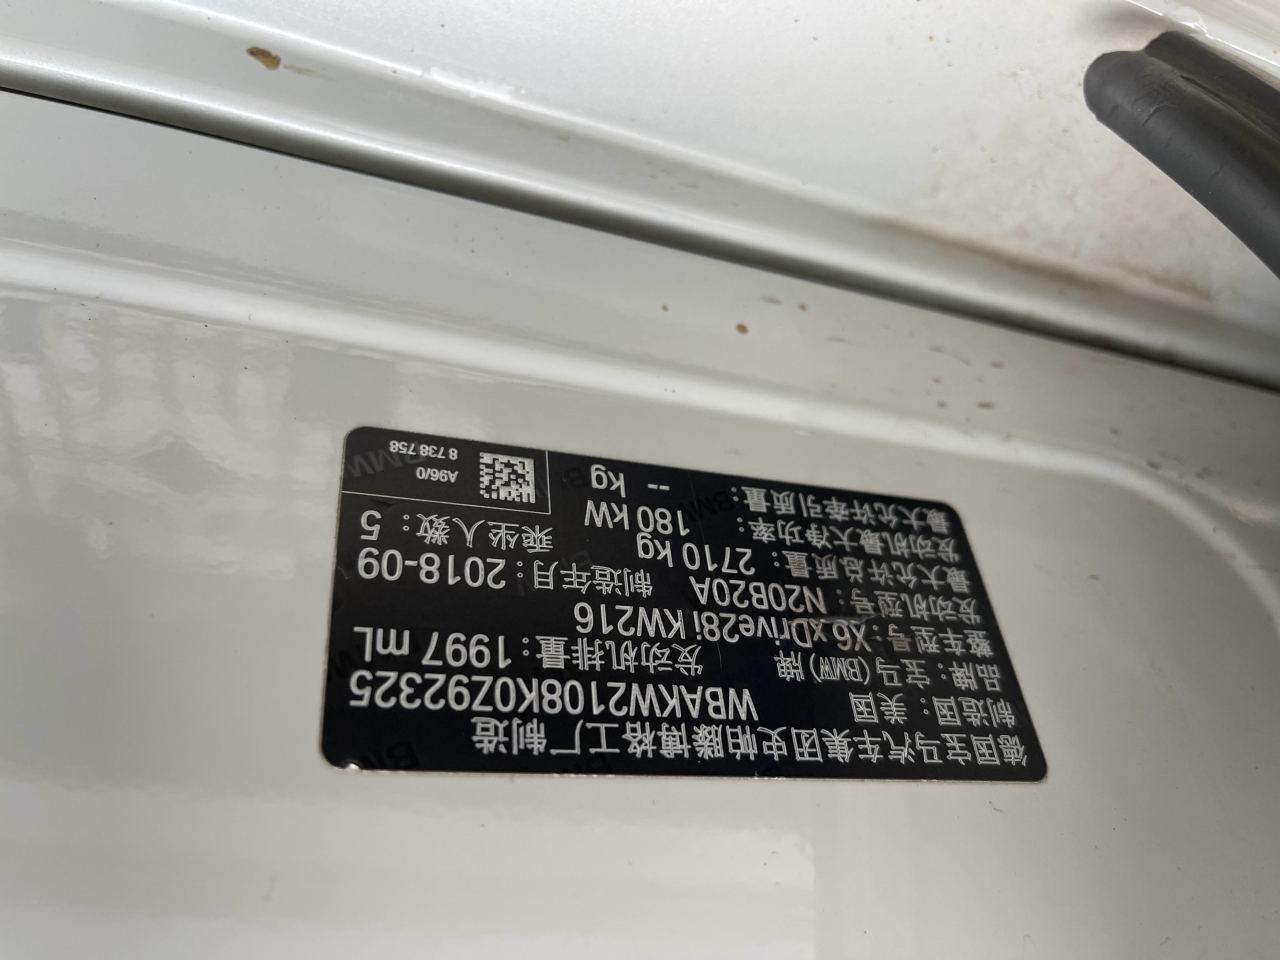 德国宝马汽车集团史帕滕博格工厂制造
制造国：美国 WBAKW2108K0Z92325
品牌：宝马(BMW)牌 发动机排量：1997 mL
整车型号：X6 xDrive28i KW216
发动机型号：N20B20A 制造年月：2018-09
最大允许总质量：2710 kg 乘坐人数：5
发动机最大净功率：180 kW
最大允许牵引质量：-- kg
A96/0
8 738 758